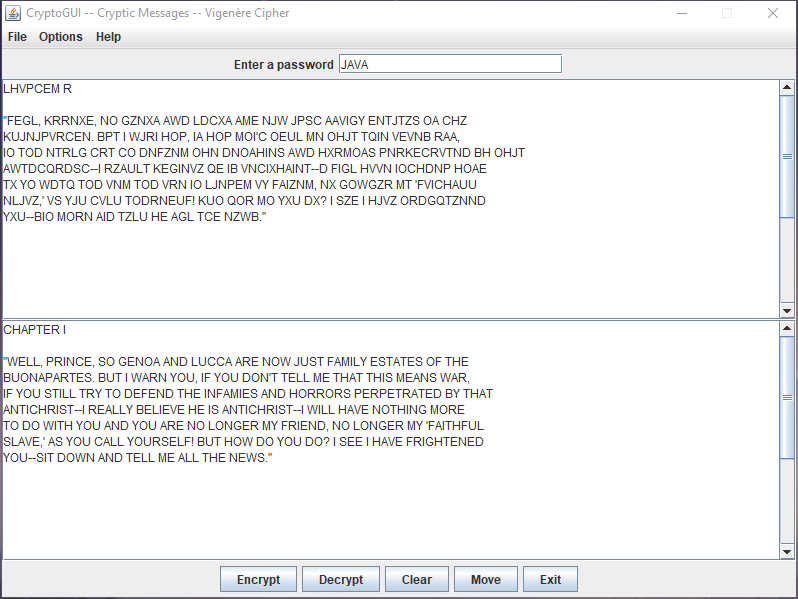 CryptoGUI -- Cryptic Messages -- Vigenère Cipher
File Options Help
Enter a password JAVA
LHVPCEM R
"FEGL, KRRNXE, NO GZNXA AWD LDCXA AME NJW JPSC AAVIGY ENTJTZS OA CHZ
KUJNJPVRCEN. BPT I WJRI HOP, IA HOP MOI'C OEUL MN OHJT TQIN VEVNB RAA,
IO TOD NTRLG CRT CO DNFZNM OHN DNOAHINS AWD HXRMOAS PNRKECRVTND BH OHJT
AWTDCQRDSC--I RZAULT KEGINVZ QE IB VNCIXHAINT--D FIGL HVVN IOCHDNP HOAE
TX YO WDTQ TOD VNM TOD VRN IO LJNPEM VY FAIZNM, NX GOWGZR MT 'FVICHAUU
NLJVZ,' VS YJU CVLU TODRNEUF! KUO QOR MO YXU DX? I SZE I HJVZ ORDGQTZNND
YXU--BIO MORN AID TZLU HE AGL TCE NZWB."
CHAPTER I
"WELL, PRINCE, SO GENOA AND LUCCA ARE NOW JUST FAMILY ESTATES OF THE
BUONAPARTES. BUT I WARN YOU, IF YOU DON'T TELL ME THAT THIS MEANS WAR,
IF YOU STILL TRY TO DEFEND THE INFAMIES AND HORRORS PERPETRATED BY THAT
ANTICHRIST--I REALLY BELIEVE HE IS ANTICHRIST--I WILL HAVE NOTHING MORE
TO DO WITH YOU AND YOU ARE NO LONGER MY FRIEND, NO LONGER MY 'FAITHFUL
SLAVE,' AS YOU CALL YOURSELF! BUT HOW DO YOU DO? I SEE I HAVE FRIGHTENED
YOU--SIT DOWN AND TELL ME ALL THE NEWS."
Encrypt Decrypt Clear Move Exit